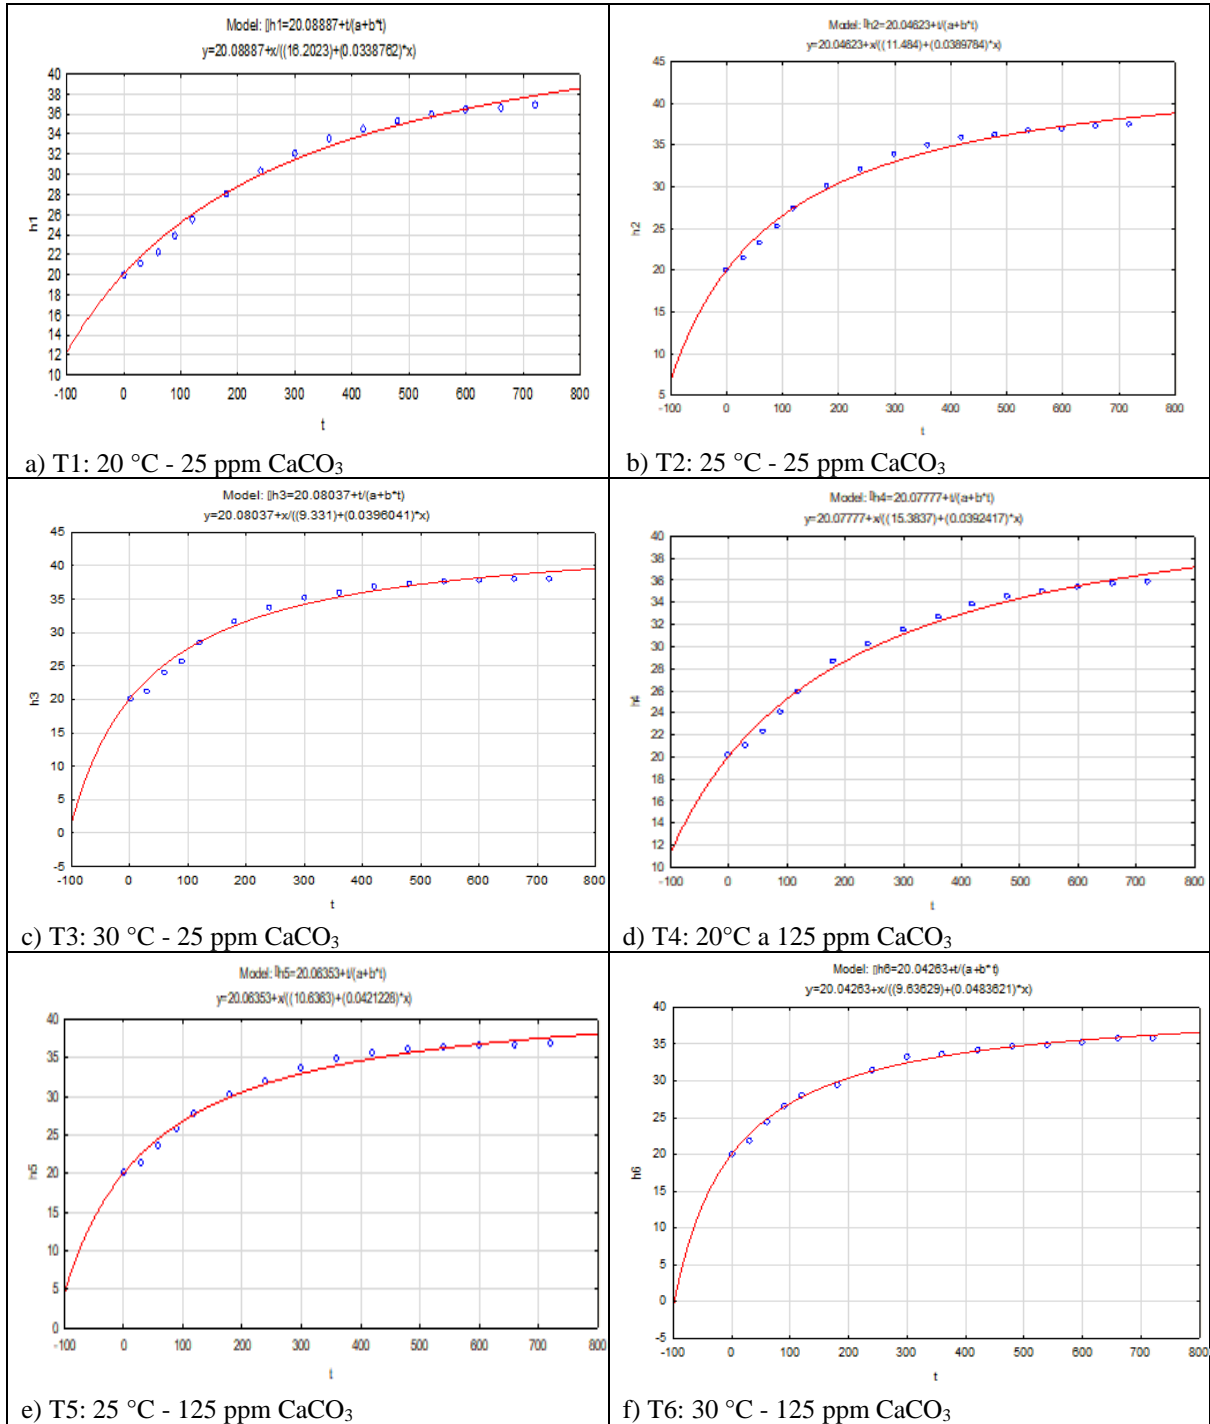 Model: h1=20.08887+t/(a+b*t)
y=20.08887+x/((16.2023)+(0.0338762)*x)
40
38
36
34
32
30
28
26
24
22
20
18
16
14
12
10
h1
-100 0 100 200 300 400 500 600 700 800
t
a) T1: 20 °C - 25 ppm CaCO₃
Model: h2=20.04623+t/(a+b*t)
y=20.04623+x/((11.484)+(0.0389784)*x)
45
40
35
30
25
20
15
10
5
h2
-100 0 100 200 300 400 500 600 700 800
t
b) T2: 25 °C - 25 ppm CaCO₃
Model: h3=20.08037+t/(a+b*t)
y=20.08037+x/((9.331)+(0.0396041)*x)
45
40
35
30
25
20
15
10
5
0
-5
h3
-100 0 100 200 300 400 500 600 700 800
t
c) T3: 30 °C - 25 ppm CaCO₃
Model: h4=20.07777+t/(a+b*t)
y=20.07777+x/((15.3837)+(0.0392417)*x)
40
38
36
34
32
30
28
26
24
22
20
18
16
14
12
10
h4
-100 0 100 200 300 400 500 600 700 800
t
d) T4: 20°C a 125 ppm CaCO₃
Model: h5=20.06353+t/(a+b*t)
y=20.06353+x/((10.6363)+(0.0421228)*x)
40
35
30
25
20
15
10
5
0
h5
-100 0 100 200 300 400 500 600 700 800
t
e) T5: 25 °C - 125 ppm CaCO₃
Model: h6=20.04263+t/(a+b*t)
y=20.04263+x/((9.63629)+(0.0483621)*x)
40
35
30
25
20
15
10
5
0
-5
h6
-100 0 100 200 300 400 500 600 700 800
t
f) T6: 30 °C - 125 ppm CaCO₃